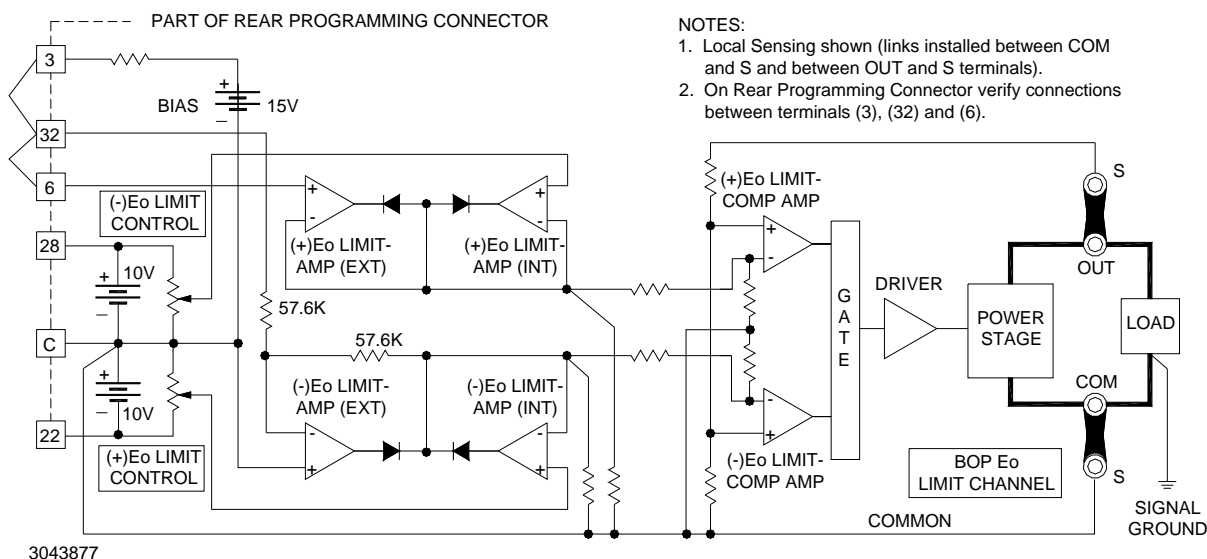 PART OF REAR PROGRAMMING CONNECTOR
NOTES:
1. Local Sensing shown (links installed between COM
and S and between OUT and S terminals).
2. On Rear Programming Connector verify connections
between terminals (3), (32) and (6).
3
+
BIAS
15V
–
32
6
(-)Eo LIMIT
CONTROL
28
+
10V
–
C
+
10V
–
22
(+)Eo LIMIT
CONTROL
+
-
(+)Eo LIMIT-
AMP (EXT)
+
-
(+)Eo LIMIT-
AMP (INT)
57.6K
57.6K
(-)Eo LIMIT-
AMP (EXT)
-
+
(-)Eo LIMIT-
AMP (INT)
-
+
(+)Eo LIMIT-
COMP AMP
+
-
-
+
(-)Eo LIMIT-
COMP AMP
G
A
T
E
DRIVER
POWER
STAGE
S
OUT
LOAD
COM
S
BOP Eo
LIMIT CHANNEL
SIGNAL
GROUND
COMMON
3043877